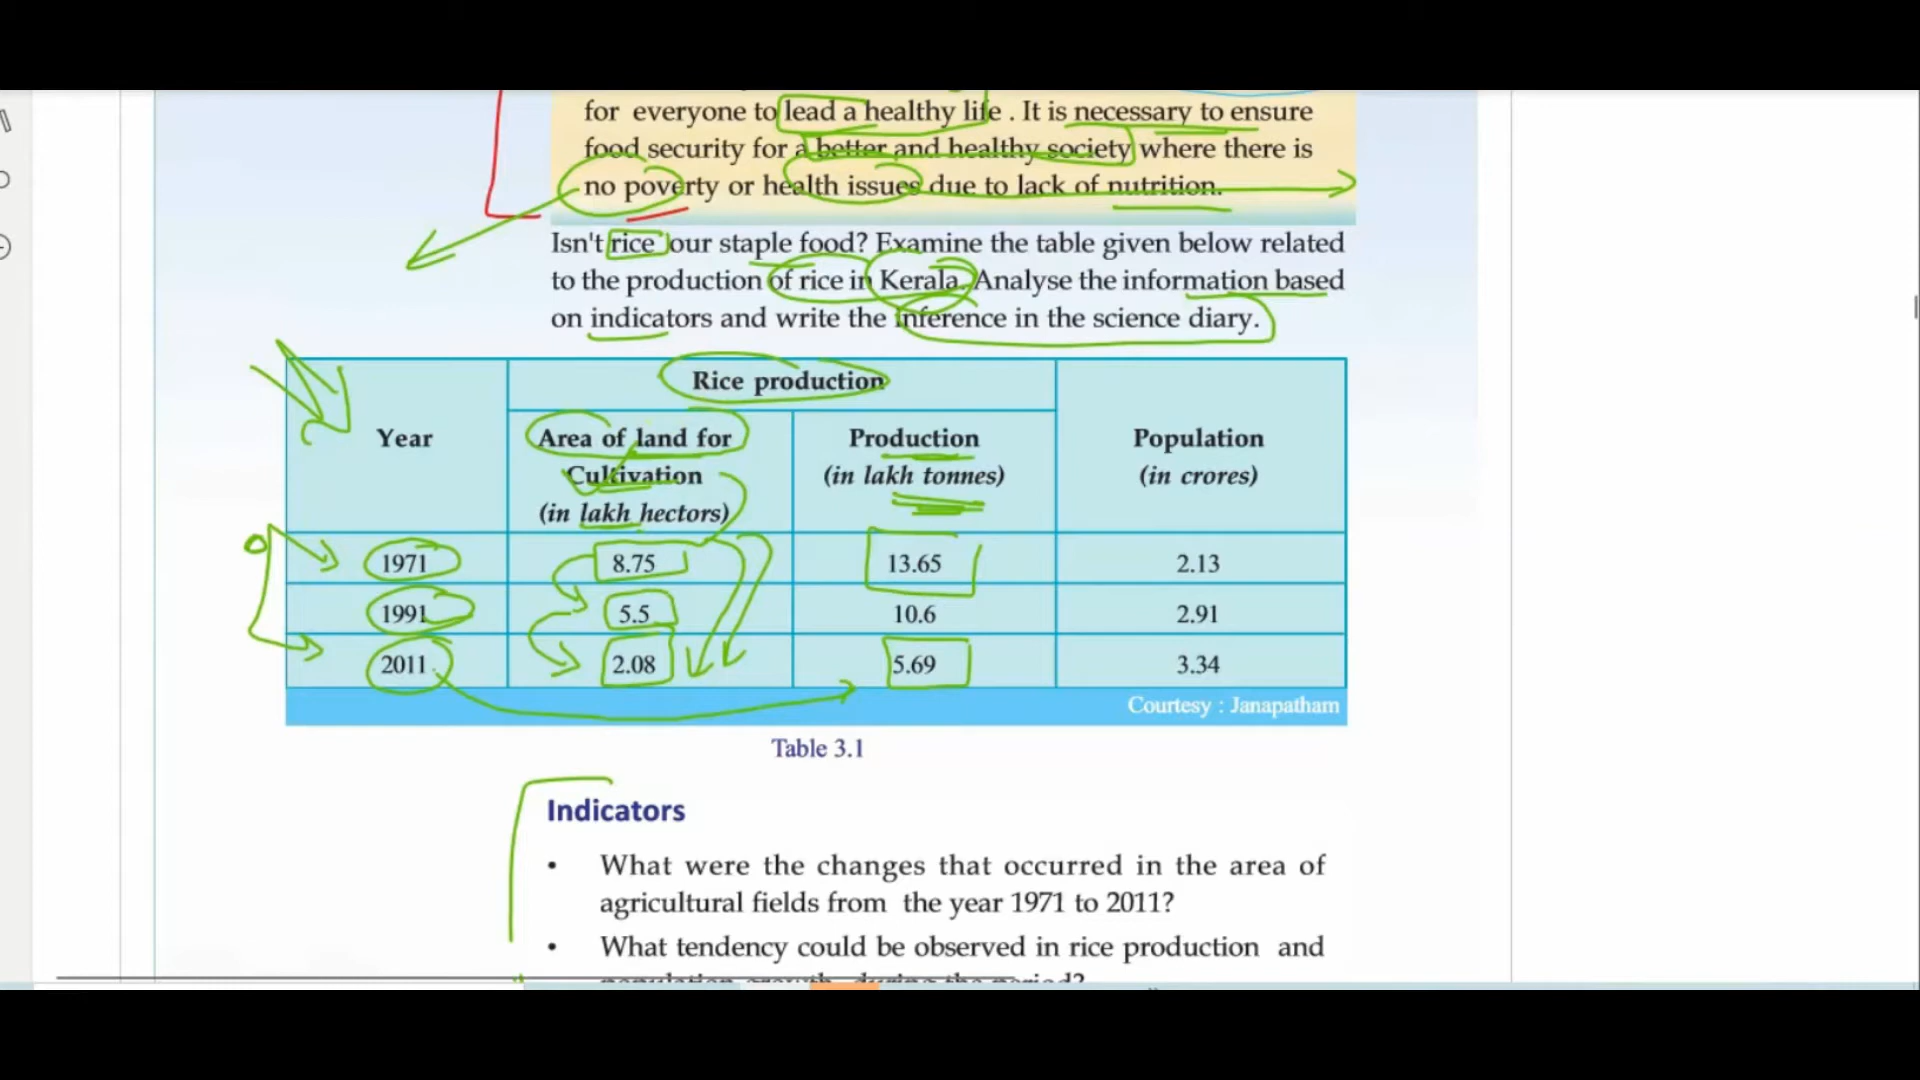 for everyone to lead a healthy life . It is necessary to ensure
food security for a better and healthy society where there is
no poverty or health issues due to lack of nutrition.
Isn't rice our staple food? Examine the table given below related
to the production of rice in Kerala. Analyse the information based
on indicators and write the inference in the science diary.
Rice production
Year
Area of land for
Cultivation
(in lakh hectors)
Production
(in lakh tonnes)
Population
(in crores)
1971 8.75 13.65 2.13
1991 5.5 10.6 2.91
2011 2.08 5.69 3.34
Courtesy : Janapatham
Table 3.1
Indicators
• What were the changes that occurred in the area of
agricultural fields from the year 1971 to 2011?
• What tendency could be observed in rice production and
population growth during the period?